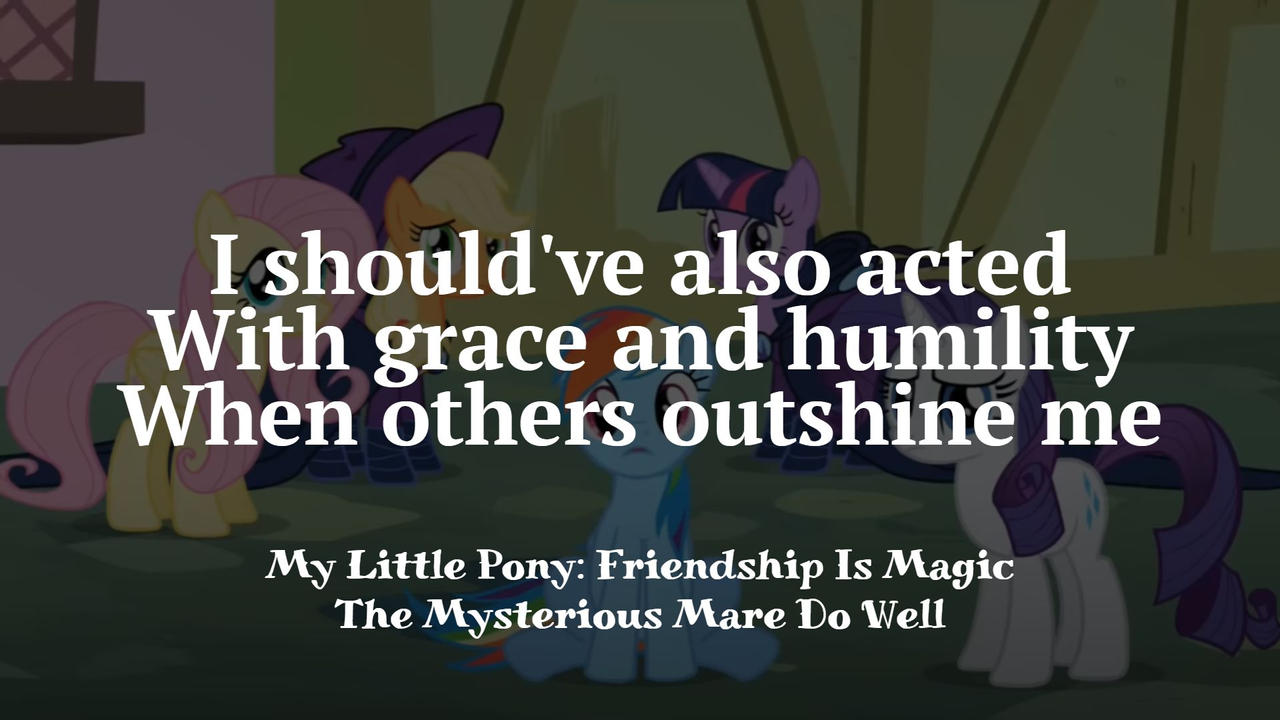 I should've also acted
With grace and humility
When others outshine me
My Little Pony: Friendship Is Magic
The Mysterious Mare Do Well